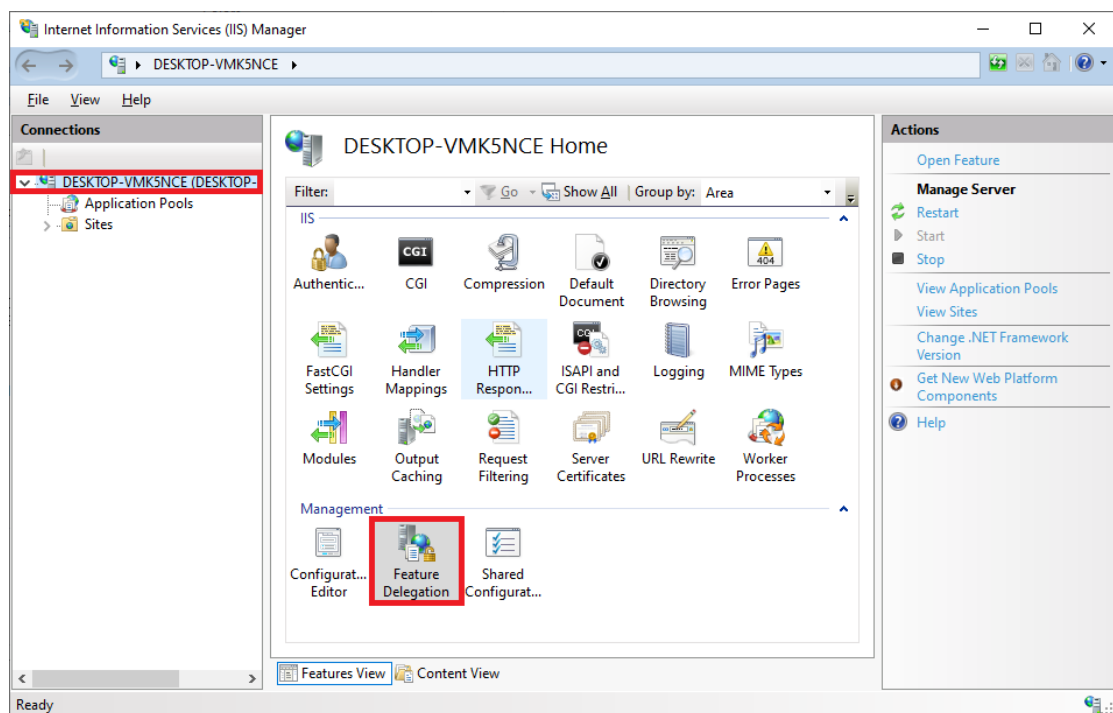 Internet Information Services (IIS) Manager
DESKTOP-VMK5NCE
File View Help
Connections
DESKTOP-VMK5NCE (DESKTOP-
Application Pools
Sites
DESKTOP-VMK5NCE Home
Filter: Go Show All Group by: Area
IIS
Authentic... CGI Compression Default Directory Error Pages
Document Browsing
404
FastCGI Handler HTTP ISAPI and Logging MIME Types
Settings Mappings Respon... CGI Restri...
Modules Output Request Server URL Rewrite Worker
Caching Filtering Certificates Processes
Management
Configurat... Feature Shared
Editor Delegation Configurat...
Features View Content View
Actions
Open Feature
Manage Server
Restart
Start
Stop
View Application Pools
View Sites
Change .NET Framework
Version
Get New Web Platform
Components
Help
Ready